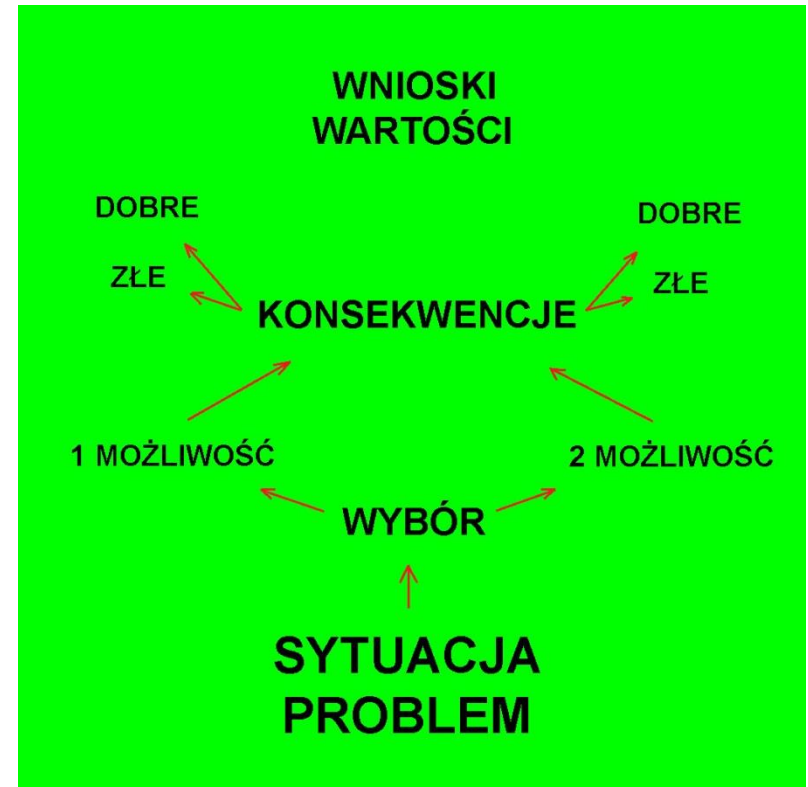 WNIOSKI
WARTOŚCI
DOBRE
DOBRE
ZŁE
ZŁE
KONSEKWENCJE
1 MOŻLIWOŚĆ
2 MOŻLIWOŚĆ
WYBÓR
SYTUACJA
PROBLEM